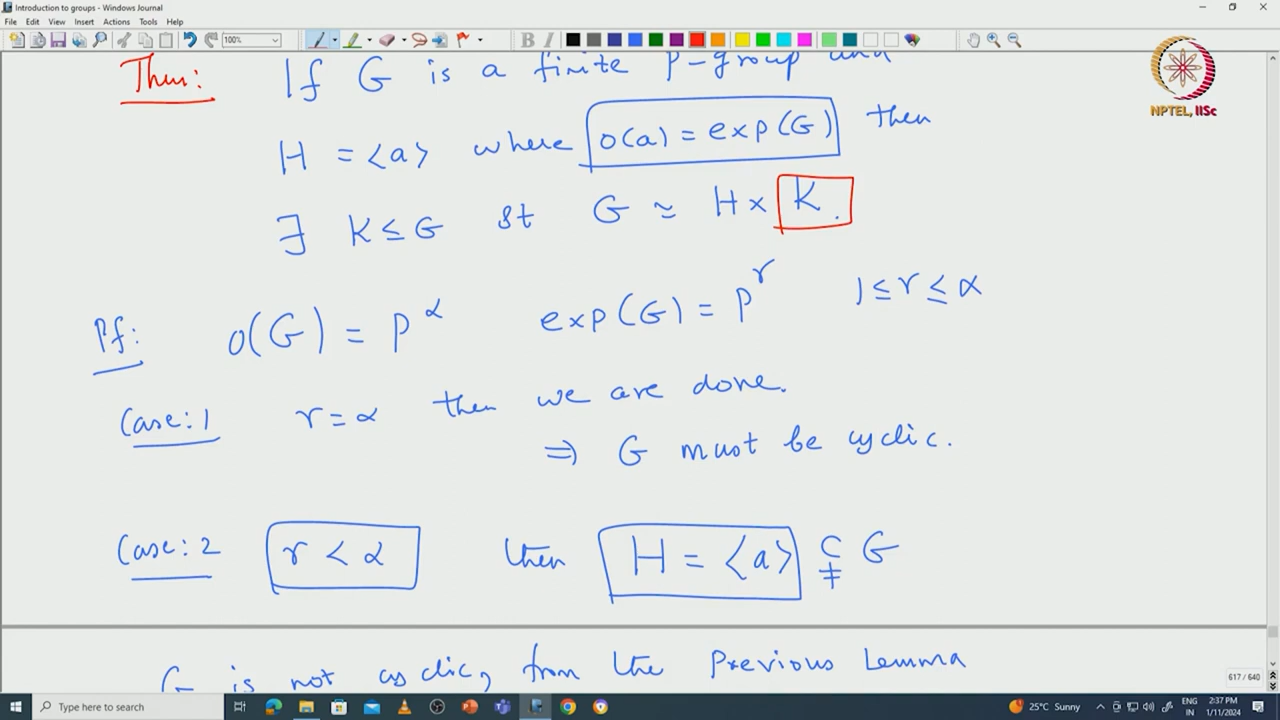 Introduction to groups - Windows Journal
File Edit View Insert Actions Tools Help
100%
B I
Thm: If G is a finite p-group and
H = <a> where o(a) = exp(G) then
∃ K ≤ G st G ≃ H × K.
Pf: o(G) = p^α exp(G) = p^r 1 ≤ r ≤ α
Case: 1 r = α then we are done.
⇒ G must be cyclic.
Case: 2 r < α then H = <a> ⊊ G
G is not cyclic, from the previous Lemma
NPTEL, IISc
617 / 640
Type here to search
25°C Sunny
ENG
IN
2:37 PM
1/11/2024